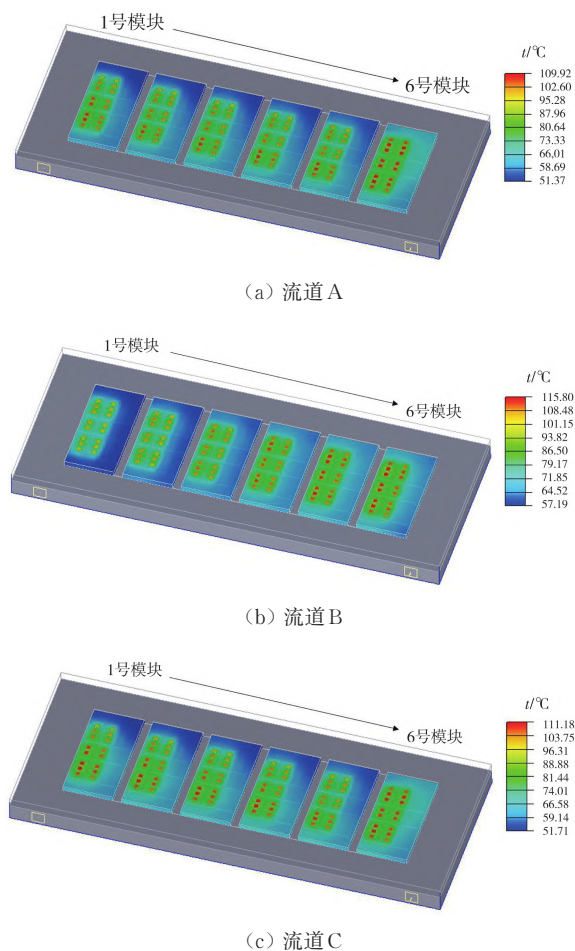 1号模块
6号模块
t/℃
109.92
102.60
95.28
87.96
80.64
73.33
66.01
58.69
51.37
(a) 流道A
1号模块
6号模块
t/℃
115.80
108.48
101.15
93.82
86.50
79.17
71.85
64.52
57.19
(b) 流道B
1号模块
6号模块
t/℃
111.18
103.75
96.31
88.88
81.44
74.01
66.58
59.14
51.71
(c) 流道C